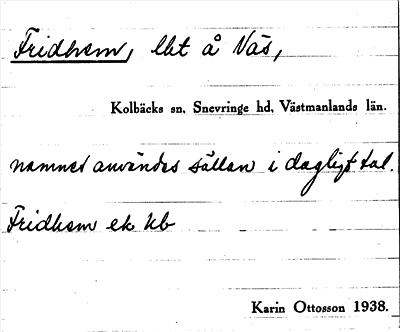 Fridhem, lht å Näs,
Kolbäcks sn, Snevringe hd, Västmanlands län.
namnet användes sällan i dagligt tal.
Fridhem ek kb
Karin Ottosson 1938.